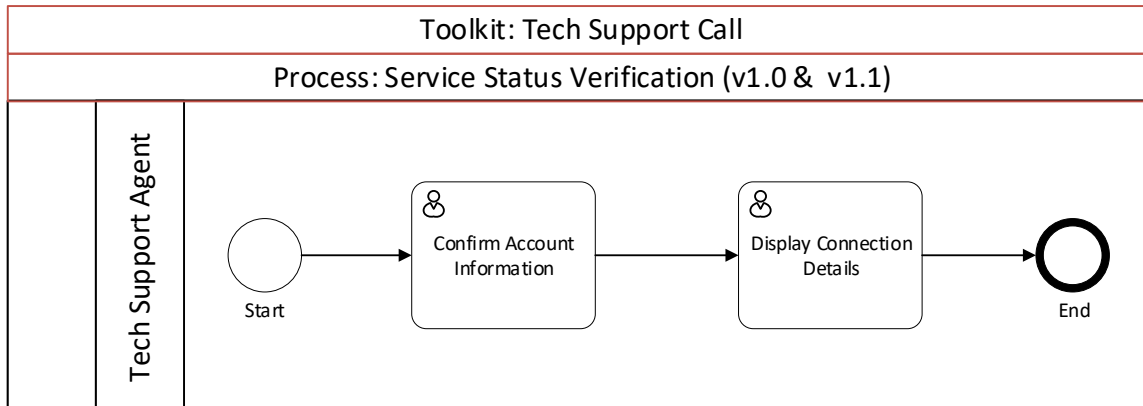 Toolkit: Tech Support Call
Process: Service Status Verification (v1.0 &  v1.1)
Tech Support Agent
Start
Confirm Account
Information
Display Connection
Details
End